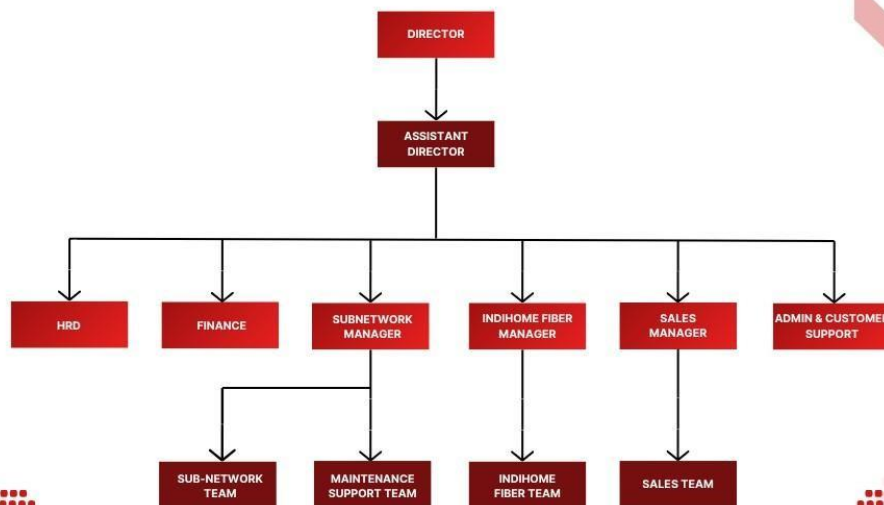 DIRECTOR
ASSISTANT
DIRECTOR
HRD
FINANCE
SUBNETWORK
MANAGER
INDIHOME FIBER
MANAGER
SALES
MANAGER
ADMIN & CUSTOMER
SUPPORT
SUB-NETWORK
TEAM
MAINTENANCE
SUPPORT TEAM
INDIHOME
FIBER TEAM
SALES TEAM